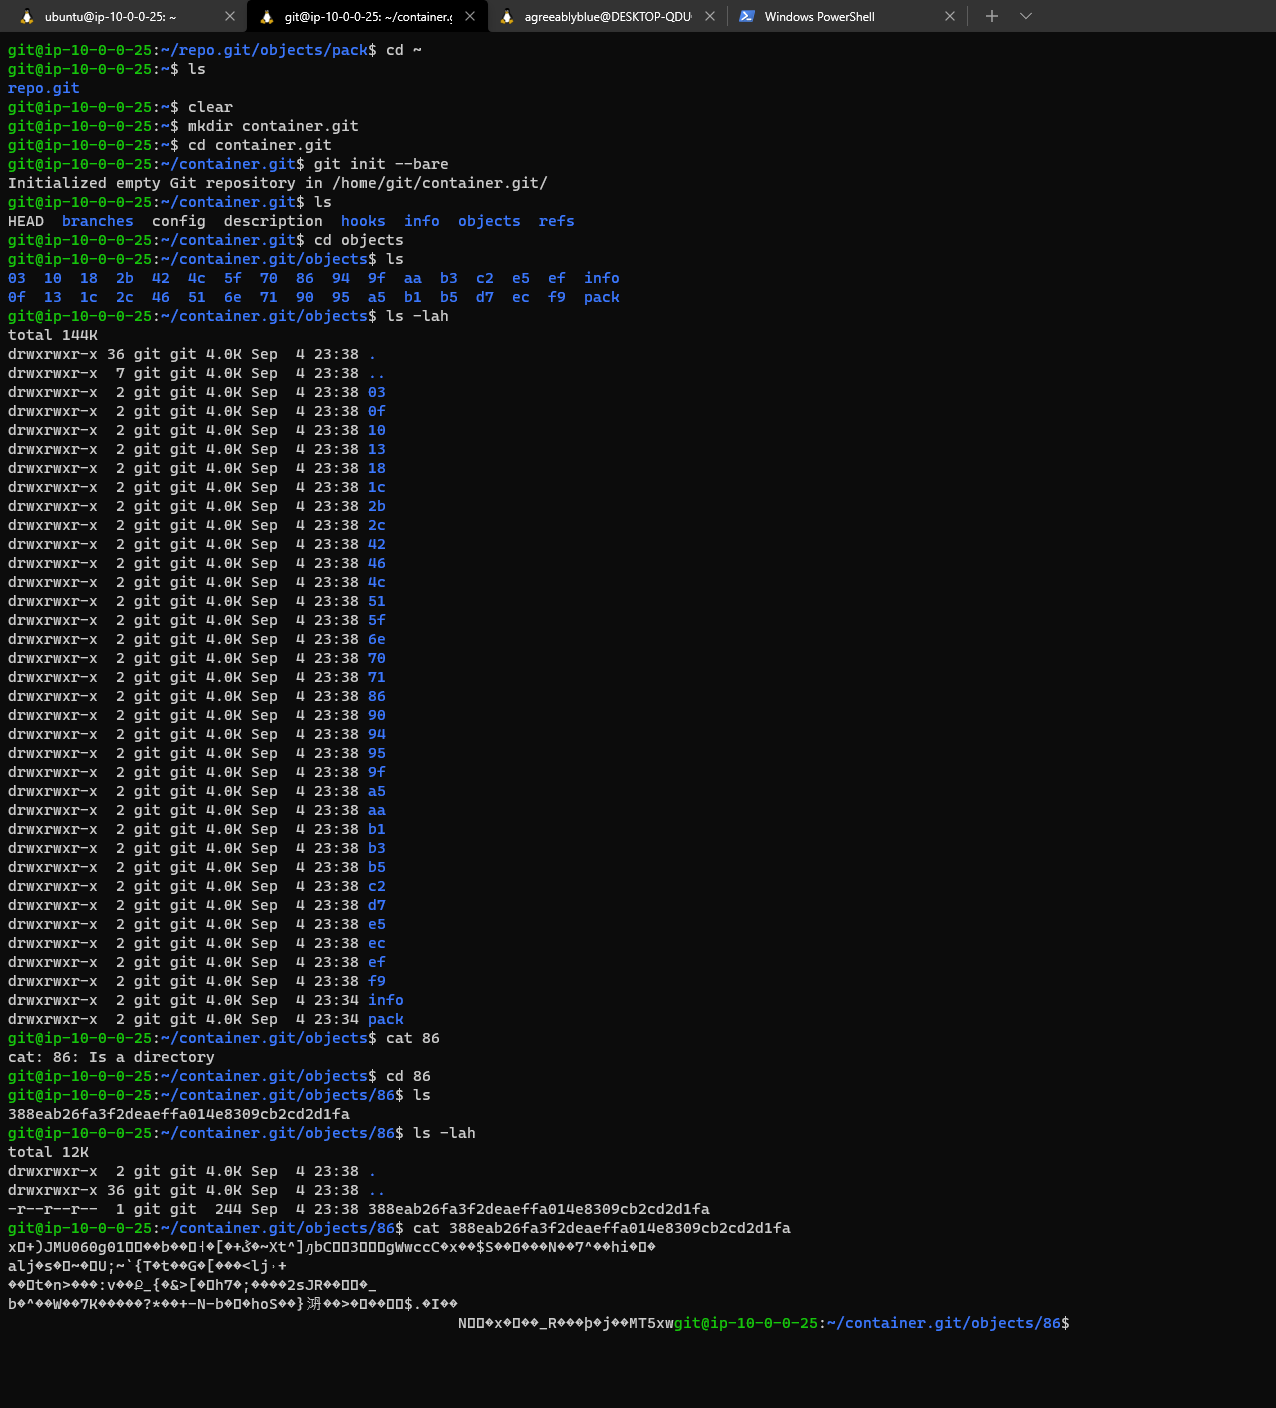 ubuntu@ip-10-0-0-25: ~
git@ip-10-0-0-25: ~/container.g
agreeablyblue@DESKTOP-QDU
Windows PowerShell
git@ip-10-0-0-25:~/repo.git/objects/pack$ cd ~
git@ip-10-0-0-25:~$ ls
repo.git
git@ip-10-0-0-25:~$ clear
git@ip-10-0-0-25:~$ mkdir container.git
git@ip-10-0-0-25:~$ cd container.git
git@ip-10-0-0-25:~/container.git$ git init --bare
Initialized empty Git repository in /home/git/container.git/
git@ip-10-0-0-25:~/container.git$ ls
HEAD  branches  config  description  hooks  info  objects  refs
git@ip-10-0-0-25:~/container.git$ cd objects
git@ip-10-0-0-25:~/container.git/objects$ ls
03  10  18  2b  42  4c  5f  70  86  94  9f  aa  b3  c2  e5  ef  info
0f  13  1c  2c  46  51  6e  71  90  95  a5  b1  b5  d7  ec  f9  pack
git@ip-10-0-0-25:~/container.git/objects$ ls -lah
total 144K
drwxrwxr-x 36 git git 4.0K Sep  4 23:38 .
drwxrwxr-x  7 git git 4.0K Sep  4 23:38 ..
drwxrwxr-x  2 git git 4.0K Sep  4 23:38 03
drwxrwxr-x  2 git git 4.0K Sep  4 23:38 0f
drwxrwxr-x  2 git git 4.0K Sep  4 23:38 10
drwxrwxr-x  2 git git 4.0K Sep  4 23:38 13
drwxrwxr-x  2 git git 4.0K Sep  4 23:38 18
drwxrwxr-x  2 git git 4.0K Sep  4 23:38 1c
drwxrwxr-x  2 git git 4.0K Sep  4 23:38 2b
drwxrwxr-x  2 git git 4.0K Sep  4 23:38 2c
drwxrwxr-x  2 git git 4.0K Sep  4 23:38 42
drwxrwxr-x  2 git git 4.0K Sep  4 23:38 46
drwxrwxr-x  2 git git 4.0K Sep  4 23:38 4c
drwxrwxr-x  2 git git 4.0K Sep  4 23:38 51
drwxrwxr-x  2 git git 4.0K Sep  4 23:38 5f
drwxrwxr-x  2 git git 4.0K Sep  4 23:38 6e
drwxrwxr-x  2 git git 4.0K Sep  4 23:38 70
drwxrwxr-x  2 git git 4.0K Sep  4 23:38 71
drwxrwxr-x  2 git git 4.0K Sep  4 23:38 86
drwxrwxr-x  2 git git 4.0K Sep  4 23:38 90
drwxrwxr-x  2 git git 4.0K Sep  4 23:38 94
drwxrwxr-x  2 git git 4.0K Sep  4 23:38 95
drwxrwxr-x  2 git git 4.0K Sep  4 23:38 9f
drwxrwxr-x  2 git git 4.0K Sep  4 23:38 a5
drwxrwxr-x  2 git git 4.0K Sep  4 23:38 aa
drwxrwxr-x  2 git git 4.0K Sep  4 23:38 b1
drwxrwxr-x  2 git git 4.0K Sep  4 23:38 b3
drwxrwxr-x  2 git git 4.0K Sep  4 23:38 b5
drwxrwxr-x  2 git git 4.0K Sep  4 23:38 c2
drwxrwxr-x  2 git git 4.0K Sep  4 23:38 d7
drwxrwxr-x  2 git git 4.0K Sep  4 23:38 e5
drwxrwxr-x  2 git git 4.0K Sep  4 23:38 ec
drwxrwxr-x  2 git git 4.0K Sep  4 23:38 ef
drwxrwxr-x  2 git git 4.0K Sep  4 23:38 f9
drwxrwxr-x  2 git git 4.0K Sep  4 23:34 info
drwxrwxr-x  2 git git 4.0K Sep  4 23:34 pack
git@ip-10-0-0-25:~/container.git/objects$ cat 86
cat: 86: Is a directory
git@ip-10-0-0-25:~/container.git/objects$ cd 86
git@ip-10-0-0-25:~/container.git/objects/86$ ls
388eab26fa3f2deaeffa014e8309cb2cd2d1fa
git@ip-10-0-0-25:~/container.git/objects/86$ ls -lah
total 12K
drwxrwxr-x  2 git git 4.0K Sep  4 23:38 .
drwxrwxr-x 36 git git 4.0K Sep  4 23:38 ..
-r--r--r--  1 git git  244 Sep  4 23:38 388eab26fa3f2deaeffa014e8309cb2cd2d1fa
git@ip-10-0-0-25:~/container.git/objects/86$ cat 388eab26fa3f2deaeffa014e8309cb2cd2d1fa
git@ip-10-0-0-25:~/container.git/objects/86$